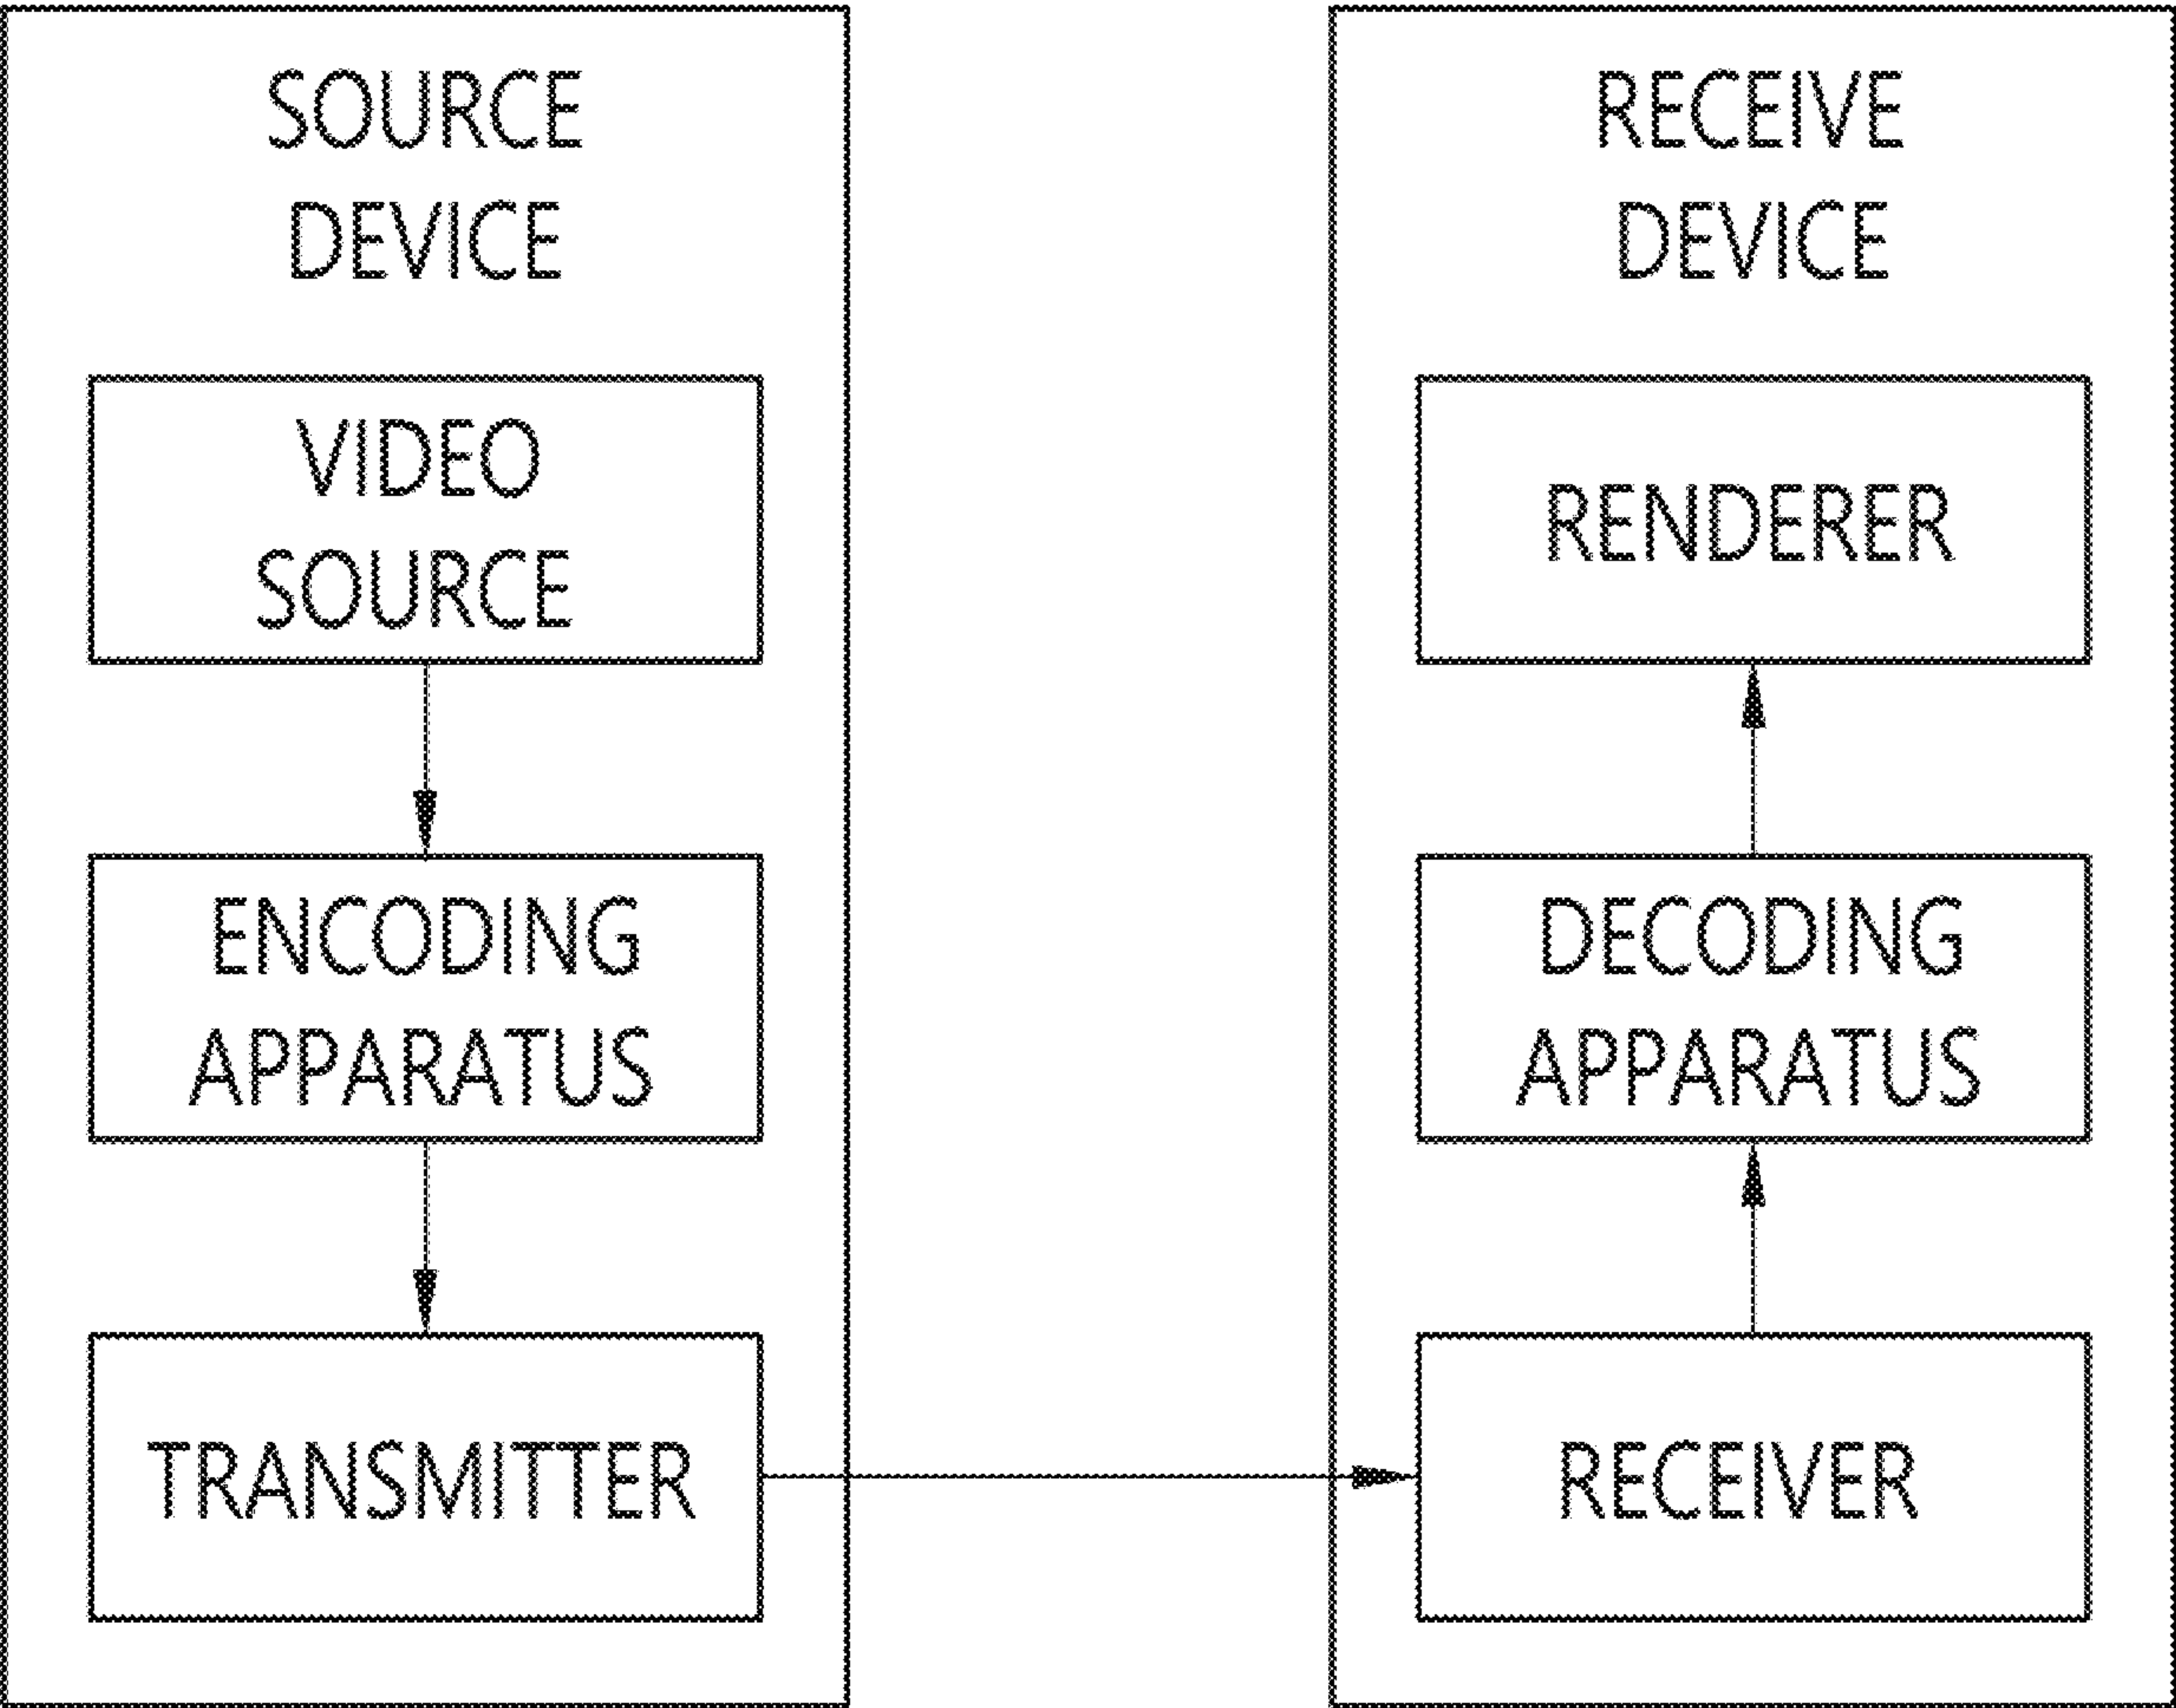 SOURCE
DEVICE
VIDEO
SOURCE
ENCODING
APPARATUS
TRANSMITTER
RECEIVE
DEVICE
RENDERER
DECODING
APPARATUS
RECEIVER